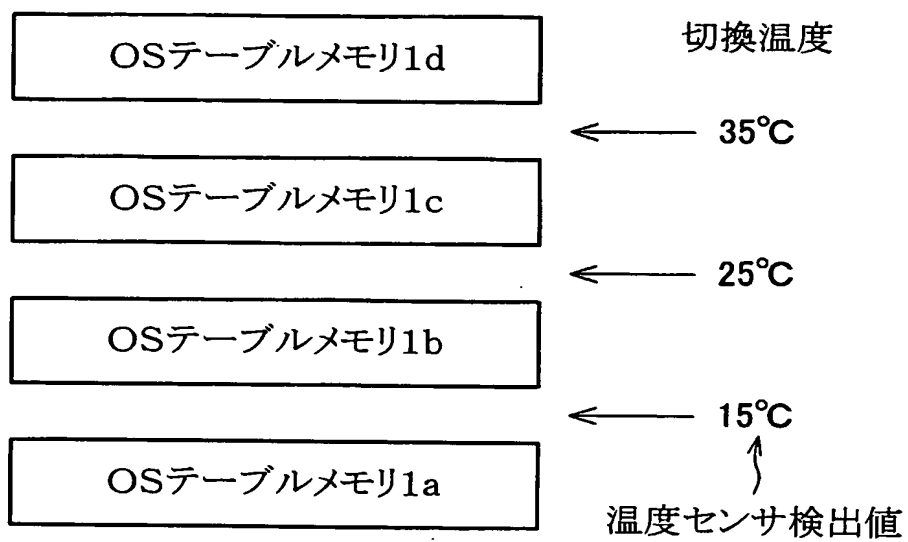 切換温度
OSテーブルメモリ1d
35℃
OSテーブルメモリ1c
25℃
OSテーブルメモリ1b
15℃
OSテーブルメモリ1a
温度センサ検出値